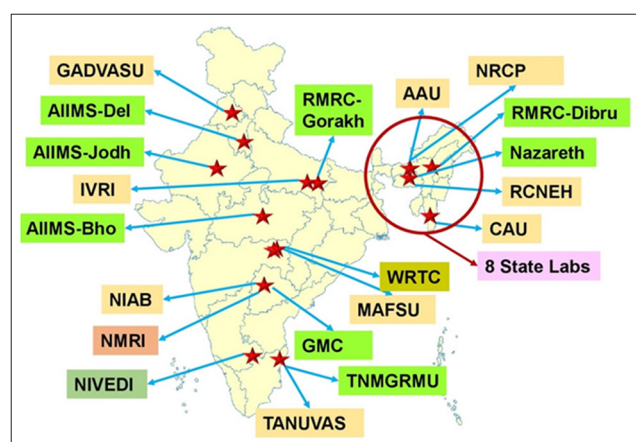 GADVASU
NRCP
AAU
RMRC-
Gorakh
AIIMS-Del
RMRC-Dibru
AIIMS-Jodh
Nazareth
IVRI
RCNEH
AIIMS-Bho
CAU
8 State Labs
WRTC
NIAB
MAFSU
NMRI
GMC
NIVEDI
TNMGRMU
TANUVAS